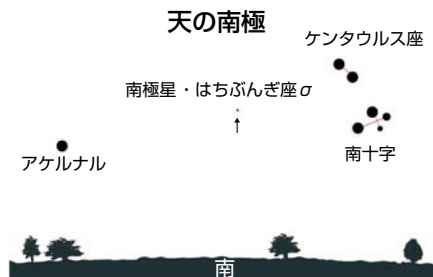 天の南極
ケンタウルス座
南極星・はちぶんぎ座σ
アケルナル
南十字
南